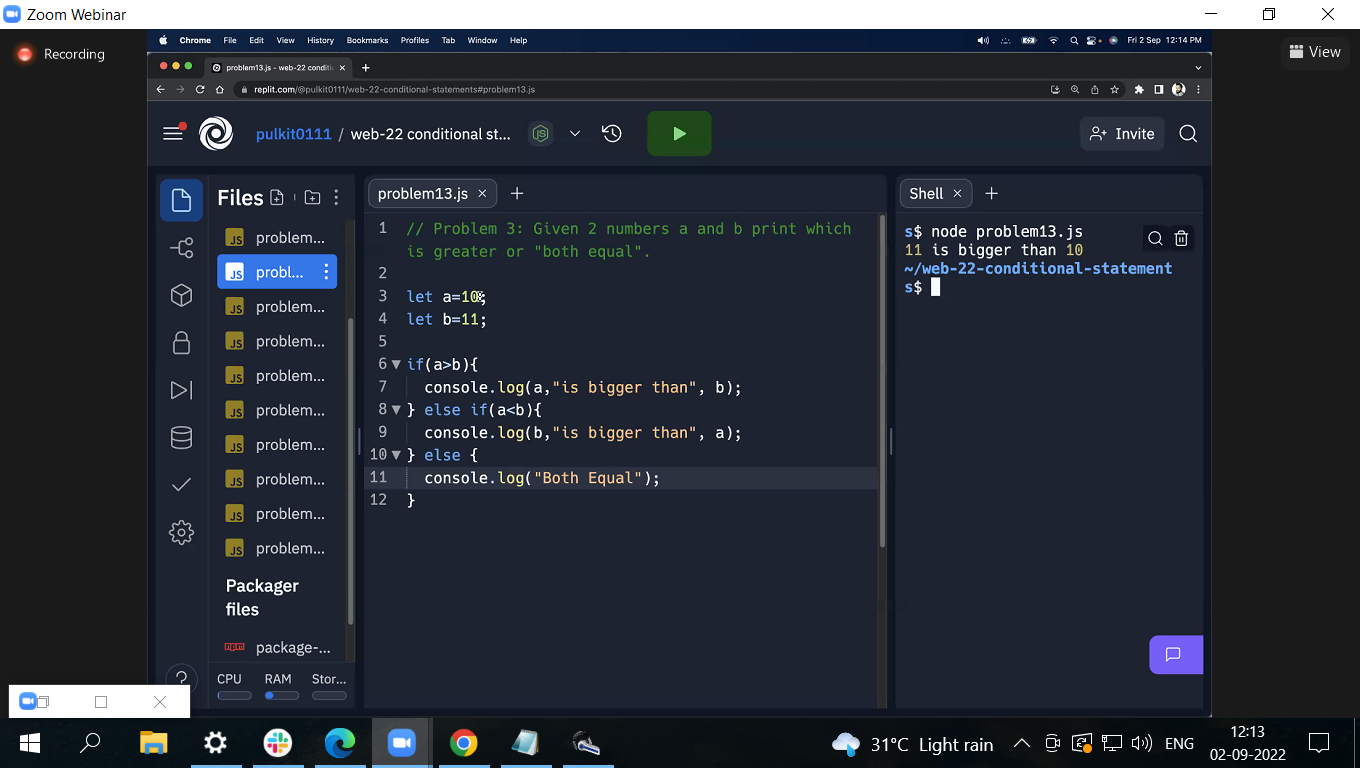 Zoom Webinar
Recording
View
Chrome File Edit View History Bookmarks Profiles Tab Window Help
Fri 2 Sep 12:14 PM
problem13.js - web-22 conditic
replit.com/@pulkit0111/web-22-conditional-statements#problem13.js
pulkit0111 / web-22 conditional st...
Invite
Files
problem...
probl...
problem...
problem...
problem...
problem...
problem...
problem...
problem...
problem...
Packager
files
package-...
CPU RAM Stor...
problem13.js
1 // Problem 3: Given 2 numbers a and b print which
is greater or "both equal".
2
3 let a=10;
4 let b=11;
5
6 if(a>b){
7 console.log(a,"is bigger than", b);
8 } else if(a<b){
9 console.log(b,"is bigger than", a);
10 } else {
11 console.log("Both Equal");
12 }
Shell
s$ node problem13.js
11 is bigger than 10
~/web-22-conditional-statement
s$
31°C Light rain
ENG
12:13
02-09-2022